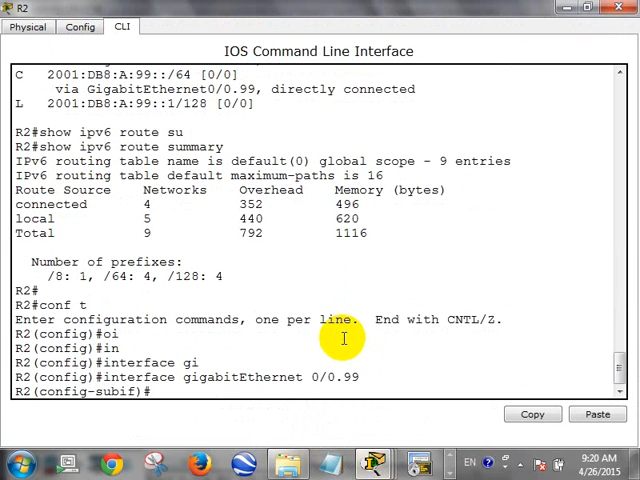 R2
Physical
Config
CLI
IOS Command Line Interface
C   2001:DB8:A:99::/64 [0/0]
     via GigabitEthernet0/0.99, directly connected
L   2001:DB8:A:99::1/128 [0/0]
R2#show ipv6 route su
R2#show ipv6 route summary
IPv6 routing table name is default(0) global scope - 9 entries
IPv6 routing table default maximum-paths is 16
Route Source    Networks    Overhead    Memory (bytes)
connected       4           352         496
local           5           440         620
Total           9           792         1116
Number of prefixes:
/8: 1, /64: 4, /128: 4
R2#
R2#conf t
Enter configuration commands, one per line.  End with CNTL/Z.
R2(config)#oi
R2(config)#in
R2(config)#interface gi
R2(config)#interface gigabitEthernet 0/0.99
R2(config-subif)#
Copy
Paste
EN
9:20 AM
4/26/2015